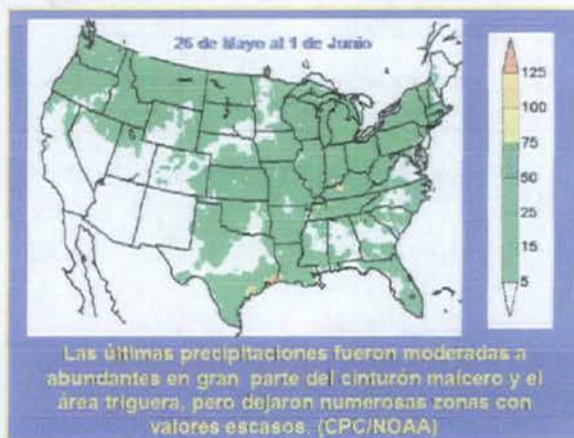 26 de Mayo al 1 de Junio
125
100
75
50
25
15
5
Las últimas precipitaciones fueron moderadas a
abundantes en gran parte del cinturón maicero y el
área triguera, pero dejaron numerosas zonas con
valores escasos. (CPC/NOAA)